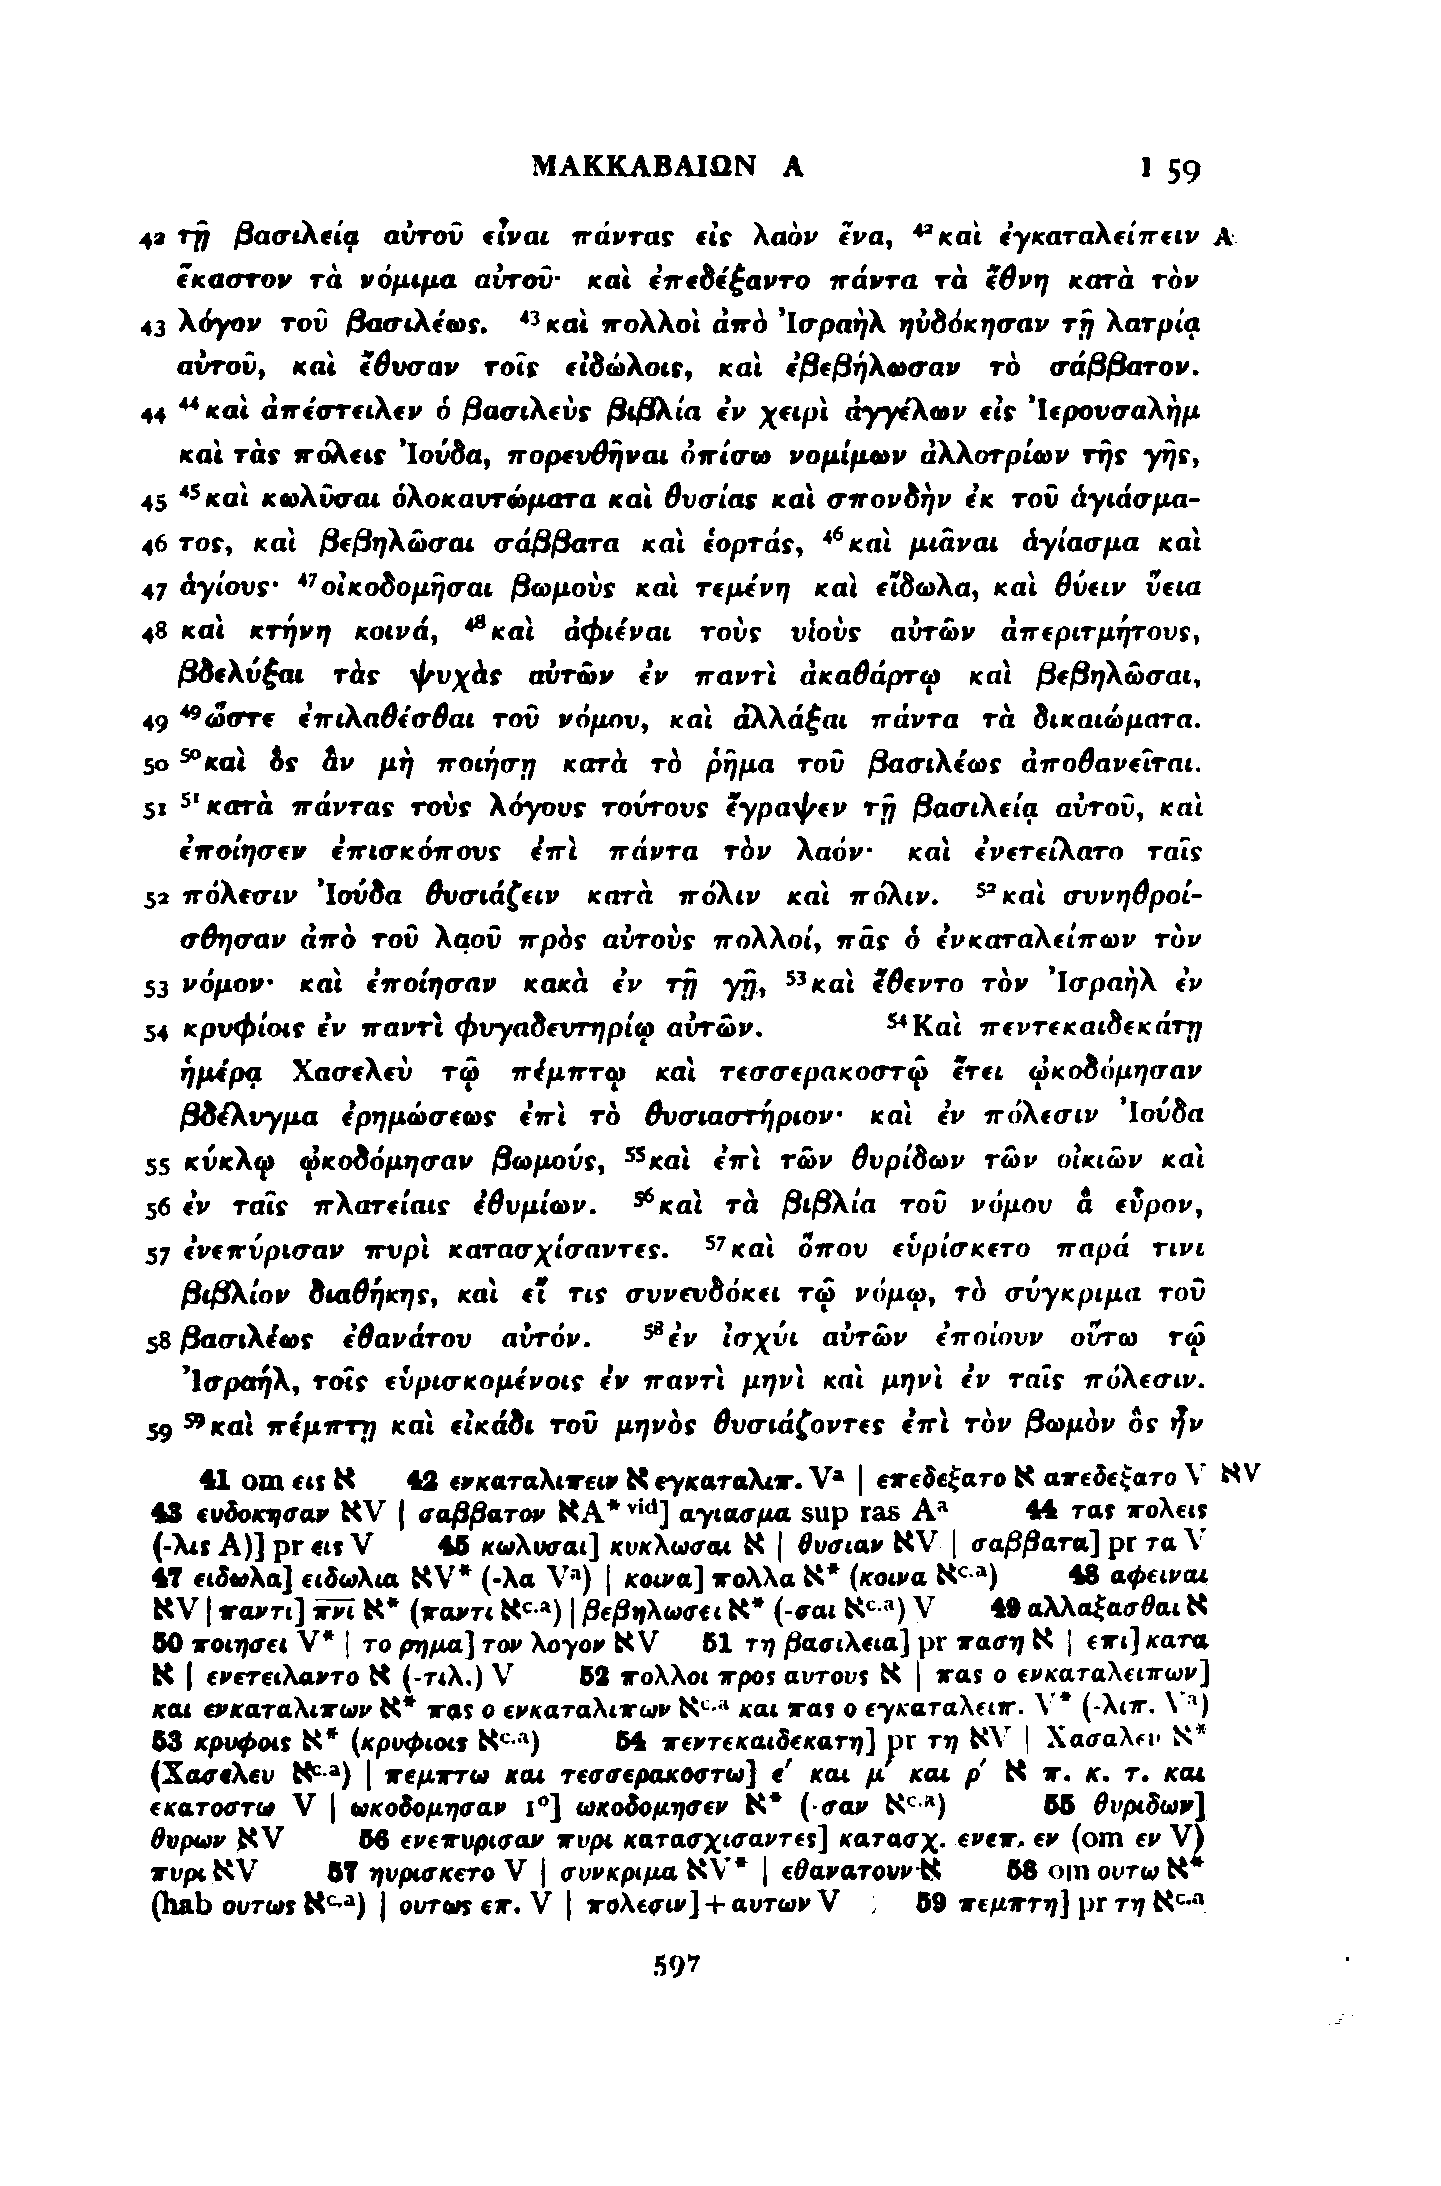 ΜΑΚΚΑΒΑΙΩΝ Α I 59
42 τῇ βασιλείᾳ αὐτοῦ εἶναι πάντας εἰς λαὸν ἕνα, ⁴²καὶ ἐγκαταλείπειν A
ἕκαστον τὰ νόμιμα αὐτοῦ· καὶ ἐπεδέξαντο πάντα τὰ ἔθνη κατὰ τὸν
43 λόγον τοῦ βασιλέως. ⁴³καὶ πολλοὶ ἀπὸ Ἰσραὴλ ηὐδόκησαν τῇ λατρίᾳ
αὐτοῦ, καὶ ἔθυσαν τοῖς εἰδώλοις, καὶ ἐβεβήλωσαν τὸ σάββατον.
44 ⁴⁴καὶ ἀπέστειλεν ὁ βασιλεὺς βιβλία ἐν χειρὶ ἀγγέλων εἰς Ἰερουσαλὴμ
καὶ τὰς πόλεις Ἰούδα, πορευθῆναι ὀπίσω νομίμων ἀλλοτρίων τῆς γῆς,
45 ⁴⁵καὶ κωλῦσαι ὁλοκαυτώματα καὶ θυσίας καὶ σπονδὴν ἐκ τοῦ ἁγιάσμα-
46 τος, καὶ βεβηλῶσαι σάββατα καὶ ἑορτάς, ⁴⁶καὶ μιᾶναι ἁγίασμα καὶ
47 ἁγίους· ⁴⁷οἰκοδομῆσαι βωμοὺς καὶ τεμένη καὶ εἴδωλα, καὶ θύειν ὕεια
48 καὶ κτήνη κοινά, ⁴⁸καὶ ἀφιέναι τοὺς υἱοὺς αὐτῶν ἀπεριτμήτους,
βδελύξαι τὰς ψυχὰς αὐτῶν ἐν παντὶ ἀκαθάρτῳ καὶ βεβηλῶσαι,
49 ⁴⁹ὥστε ἐπιλαθέσθαι τοῦ νόμου, καὶ ἀλλάξαι πάντα τὰ δικαιώματα.
50 ⁵⁰καὶ ὃς ἂν μὴ ποιήσῃ κατὰ τὸ ῥῆμα τοῦ βασιλέως ἀποθανεῖται.
51 ⁵¹κατὰ πάντας τοὺς λόγους τούτους ἔγραψεν τῇ βασιλείᾳ αὐτοῦ, καὶ
ἐποίησεν ἐπισκόπους ἐπὶ πάντα τὸν λαόν· καὶ ἐνετείλατο ταῖς
52 πόλεσιν Ἰούδα θυσιάζειν κατὰ πόλιν καὶ πόλιν. ⁵²καὶ συνηθροί-
σθησαν ἀπὸ τοῦ λαοῦ πρὸς αὐτοὺς πολλοί, πᾶς ὁ ἐνκαταλείπων τὸν
53 νόμον· καὶ ἐποίησαν κακὰ ἐν τῇ γῇ, ⁵³καὶ ἔθεντο τὸν Ἰσραὴλ ἐν
54 κρυφίοις ἐν παντὶ φυγαδευτηρίῳ αὐτῶν. ⁵⁴Καὶ πεντεκαιδεκάτῃ
ἡμέρᾳ Χασελεὺ τῷ πέμπτῳ καὶ τεσσερακοστῷ ἔτει ᾠκοδόμησαν
βδέλυγμα ἐρημώσεως ἐπὶ τὸ θυσιαστήριον· καὶ ἐν πόλεσιν Ἰούδα
55 κύκλῳ ᾠκοδόμησαν βωμούς, ⁵⁵καὶ ἐπὶ τῶν θυρίδων τῶν οἰκιῶν καὶ
56 ἐν ταῖς πλατείαις ἐθυμίων. ⁵⁶καὶ τὰ βιβλία τοῦ νόμου ἃ εὗρον,
57 ἐνεπύρισαν πυρὶ κατασχίσαντες. ⁵⁷καὶ ὅπου εὑρίσκετο παρά τινι
βιβλίον διαθήκης, καὶ εἴ τις συνευδόκει τῷ νόμῳ, τὸ σύγκριμα τοῦ
58 βασιλέως ἐθανάτου αὐτόν. ⁵⁸ἐν ἰσχύι αὐτῶν ἐποίουν οὕτω τῷ
Ἰσραήλ, τοῖς εὑρισκομένοις ἐν παντὶ μηνὶ καὶ μηνὶ ἐν ταῖς πόλεσιν.
59 ⁵⁹καὶ πέμπτῃ καὶ εἰκάδι τοῦ μηνὸς θυσιάζοντες ἐπὶ τὸν βωμὸν ὃς ἦν
41 om εις א 42 ενκαταλιπειν א εγκαταλιπ. Vᵃ | επεδεξατο א απεδεξατο V אV
43 ευδοκησαν אV | σαββατον אA* ᵛⁱᵈ] αγιασμα sup ras Aᵃ 44 τας πολεις
(-λις A)] pr εις V 45 κωλυσαι] κυκλωσαι א | θυσιαν אV | σαββατα] pr τα V
47 ειδωλα] ειδωλια אV* (-λα Vᵃ) | κοινα] πολλα א* (κοινα אᶜ·ᵃ) 48 αφειναι
אV | παντι] πνι א* (παντι אᶜ·ᵃ) | βεβηλωσει א* (-σαι אᶜ·ᵃ) V 49 αλλαξασθαι א
50 ποιησει V* | το ρημα] τον λογον אV 51 τη βασιλεια] pr παση א | επι] κατα
א | ενετειλαντο א (-τιλ.) V 52 πολλοι προς αυτους א | πας ο ενκαταλειπων]
και ενκαταλιπων א* πας ο ενκαταλιπων אᶜ·ᵃ και πας ο εγκαταλειπ. V* (-λιπ. Vᵃ)
53 κρυφοις א* (κρυφιοις אᶜ·ᵃ) 54 πεντεκαιδεκατη] pr τη אV | Χασαλευ א*
(Χασελευ אᶜ·ᵃ) | πεμπτω και τεσσερακοστω] ε′ και μ′ και ρ′ א π. κ. τ. και
εκατοστω V | ωκοδομησαν 1°] ωκοδομησεν א* (-σαν אᶜ·ᵃ) 55 θυριδων]
θυρων אV 56 ενεπυρισαν πυρι κατασχισαντες] κατασχ. ενεπ. εν (om εν V)
πυρι אV 57 ηυρισκετο V | συνκριμα אV* | εθανατουν א 58 om ουτω א*
(hab ουτως אᶜ·ᵃ) | ουτως επ. V | πολεσιν] + αυτων V 59 πεμπτη] pr τη אᶜ·ᵃ
597